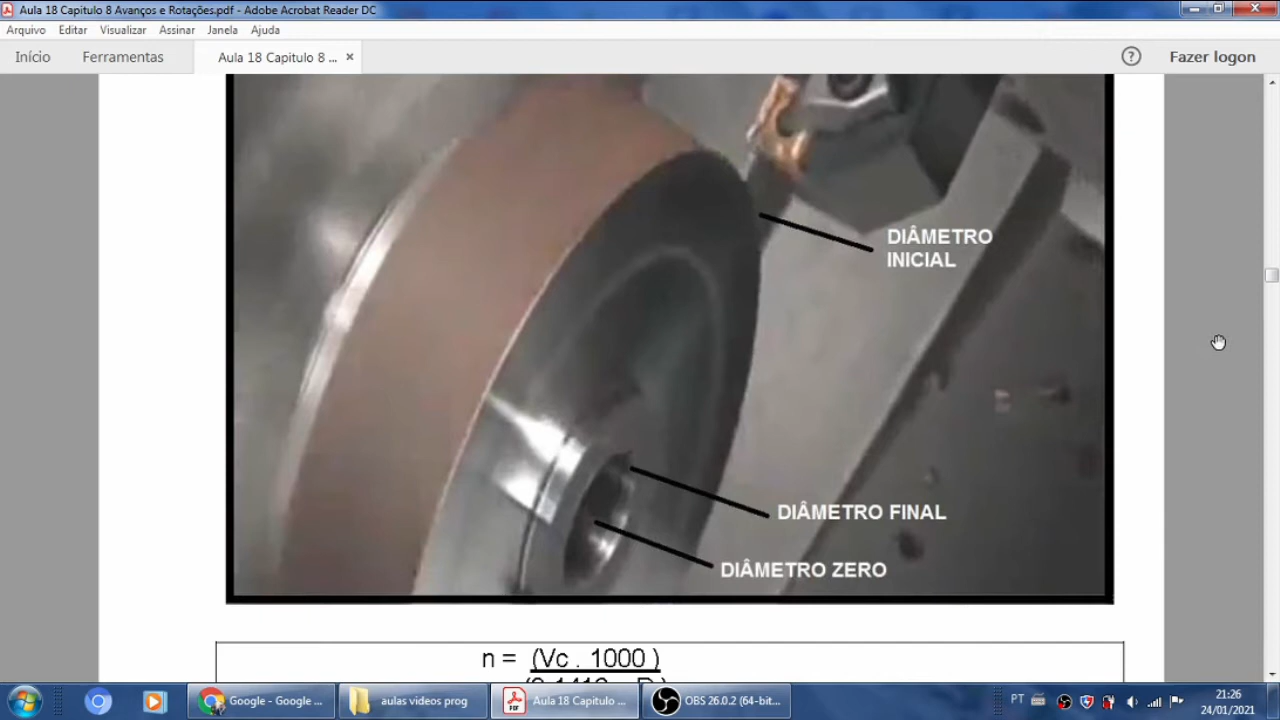 Aula 18 Capitulo 8 Avanços e Rotações.pdf - Adobe Acrobat Reader DC
Arquivo Editar Visualizar Assinar Janela Ajuda
Início Ferramentas Aula 18 Capitulo 8 ... × ? Fazer logon
DIÂMETRO
INICIAL
DIÂMETRO FINAL
DIÂMETRO ZERO
n = (Vc . 1000 )
Google - Google ... aulas videos prog Aula 18 Capitulo ... OBS 26.0.2 (64-bit... PT 21:26
24/01/2021